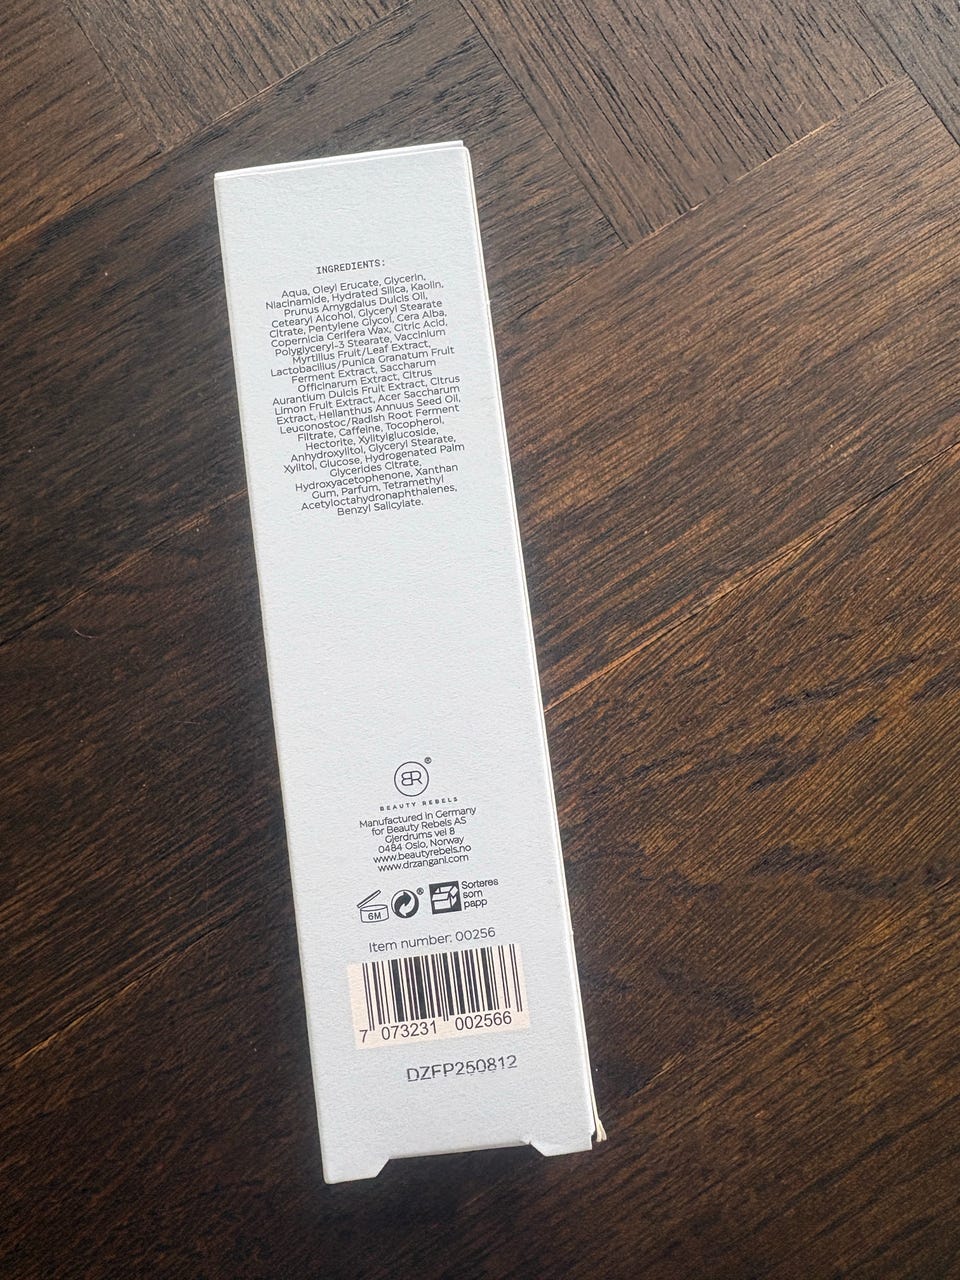 INGREDIENTS:
Aqua, Oleyl Erucate, Glycerin,
Niacinamide, Hydrated Silica, Kaolin,
Prunus Amygdalus Dulcis Oil,
Cetearyl Alcohol, Glyceryl Stearate
Citrate, Pentylene Glycol, Cera Alba,
Copernicia Cerifera Wax, Citric Acid,
Polyglyceryl-3 Stearate, Vaccinium
Myrtillus Fruit/Leaf Extract,
Lactobacillus/Punica Granatum Fruit
Ferment Extract, Saccharum
Officinarum Extract, Citrus
Aurantium Dulcis Fruit Extract, Citrus
Limon Fruit Extract, Acer Saccharum
Extract, Helianthus Annuus Seed Oil,
Leuconostoc/Radish Root Ferment
Filtrate, Caffeine, Tocopherol,
Hectorite, Xylitylglucoside,
Anhydroxylitol, Glyceryl Stearate,
Xylitol, Glucose, Hydrogenated Palm
Glycerides Citrate,
Hydroxyacetophenone, Xanthan
Gum, Parfum, Tetramethyl
Acetyloctahydronaphthalenes,
Benzyl Salicylate.
BR®
BEAUTY REBELS
Manufactured in Germany
for Beauty Rebels AS
Gjerdrums vei 8
0484 Oslo, Norway
www.beautyrebels.no
www.drzangani.com
6M
®
Sorteres
som
papp
Item number: 00256
7 073231 002566
DZFP250812